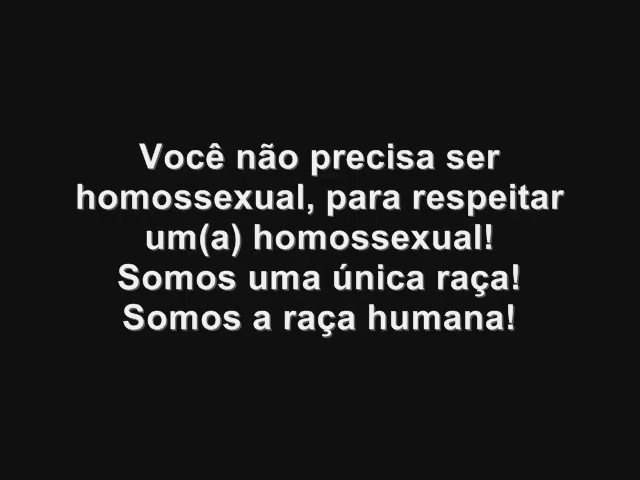 Você não precisa ser
homossexual, para respeitar
um(a) homossexual!
Somos uma única raça!
Somos a raça humana!